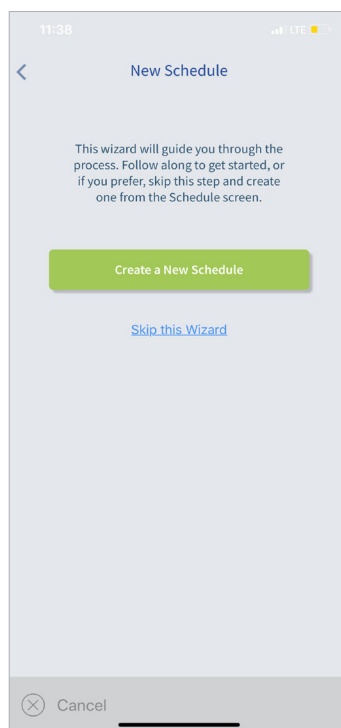 11:38
LTE
New Schedule
This wizard will guide you through the
process. Follow along to get started, or
if you prefer, skip this step and create
one from the Schedule screen.
Create a New Schedule
Skip this Wizard
Cancel